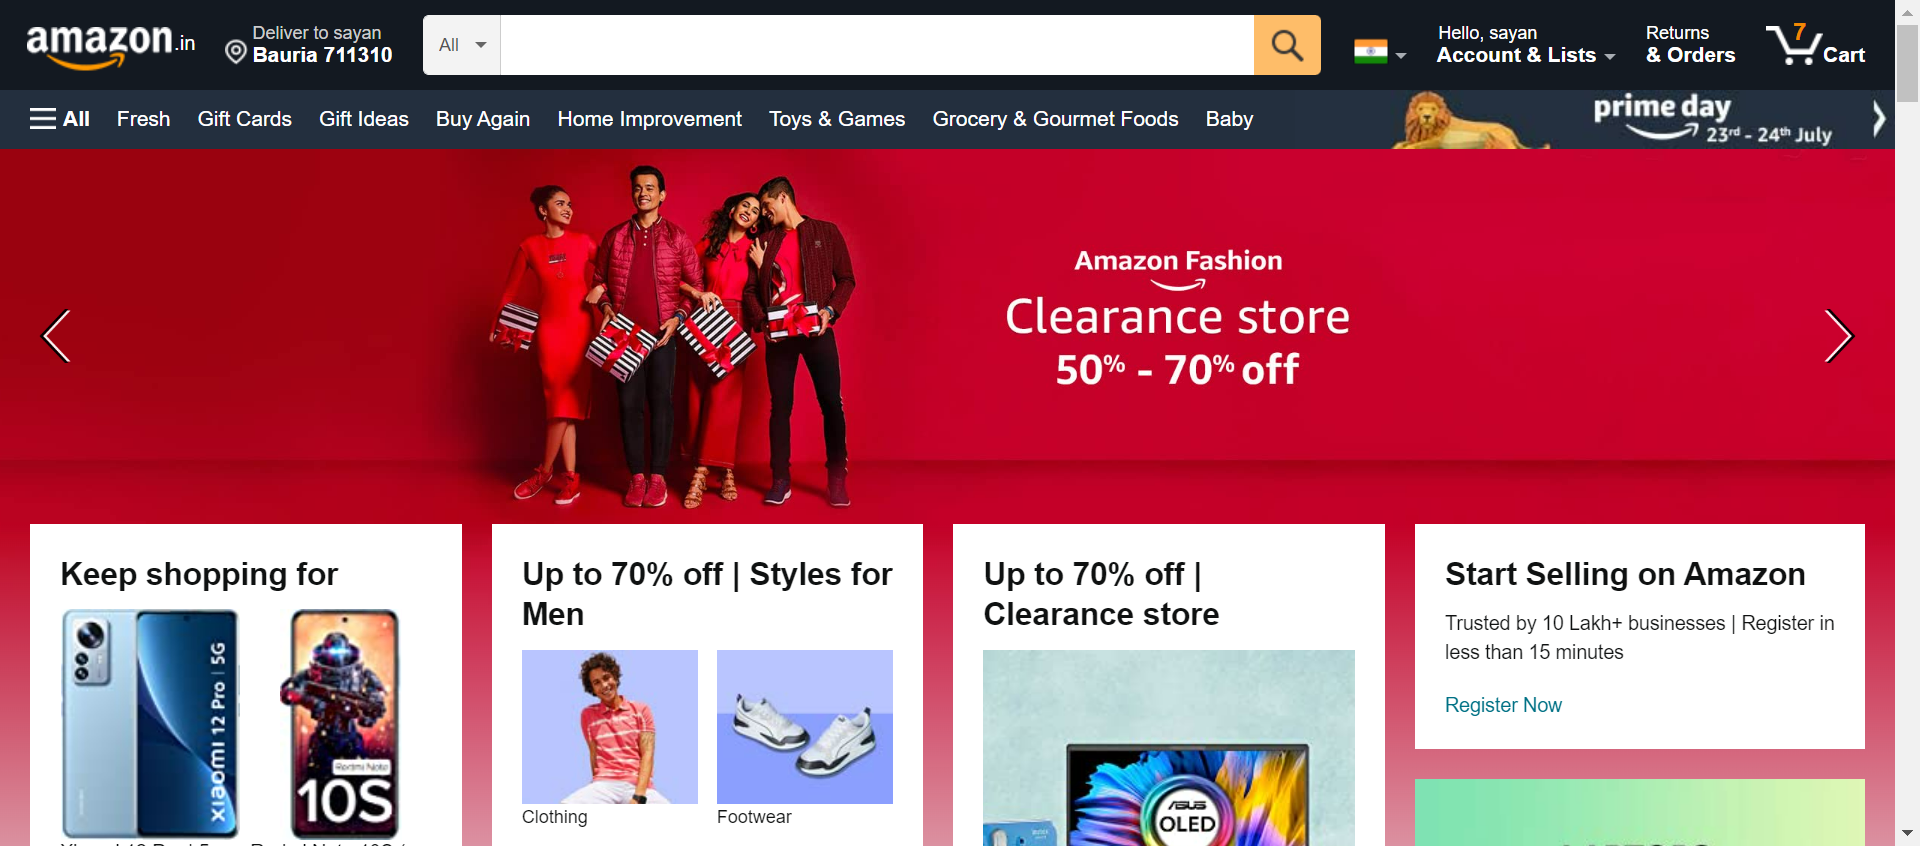 amazon.in
Deliver to sayan
Bauria 711310
All
Hello, sayan
Account & Lists
Returns
& Orders
7
Cart
All
Fresh
Gift Cards
Gift Ideas
Buy Again
Home Improvement
Toys & Games
Grocery & Gourmet Foods
Baby
prime day
23rd - 24th July
Amazon Fashion
Clearance store
50% - 70% off
Keep shopping for
xiaomi 12 Pro | 5G
Redmi Note
10S
Up to 70% off | Styles for
Men
Clothing
Footwear
Up to 70% off |
Clearance store
ASUS
OLED
Start Selling on Amazon
Trusted by 10 Lakh+ businesses | Register in
less than 15 minutes
Register Now